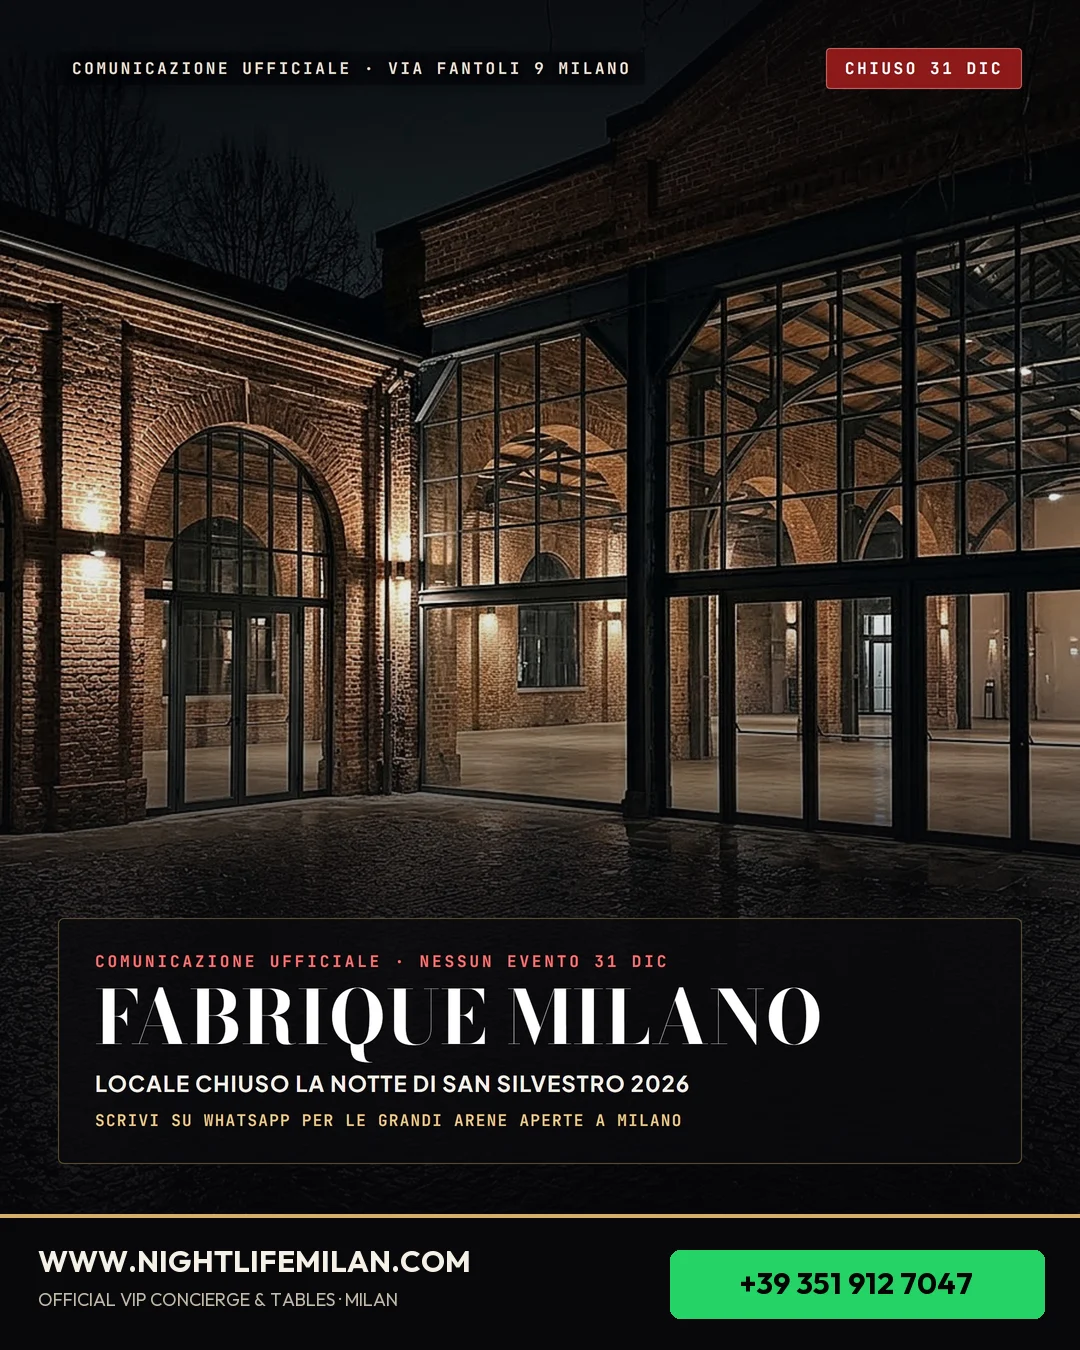 COMUNICAZIONE UFFICIALE · VIA FANTOLI 9 MILANO
CHIUSO 31 DIC
COMUNICAZIONE UFFICIALE · NESSUN EVENTO 31 DIC
FABRIQUE MILANO
LOCALE CHIUSO LA NOTTE DI SAN SILVESTRO 2026
SCRIVI SU WHATSAPP PER LE GRANDI ARENE APERTE A MILANO
WWW.NIGHTLIFEMILAN.COM
OFFICIAL VIP CONCIERGE & TABLES · MILAN
+39 351 912 7047